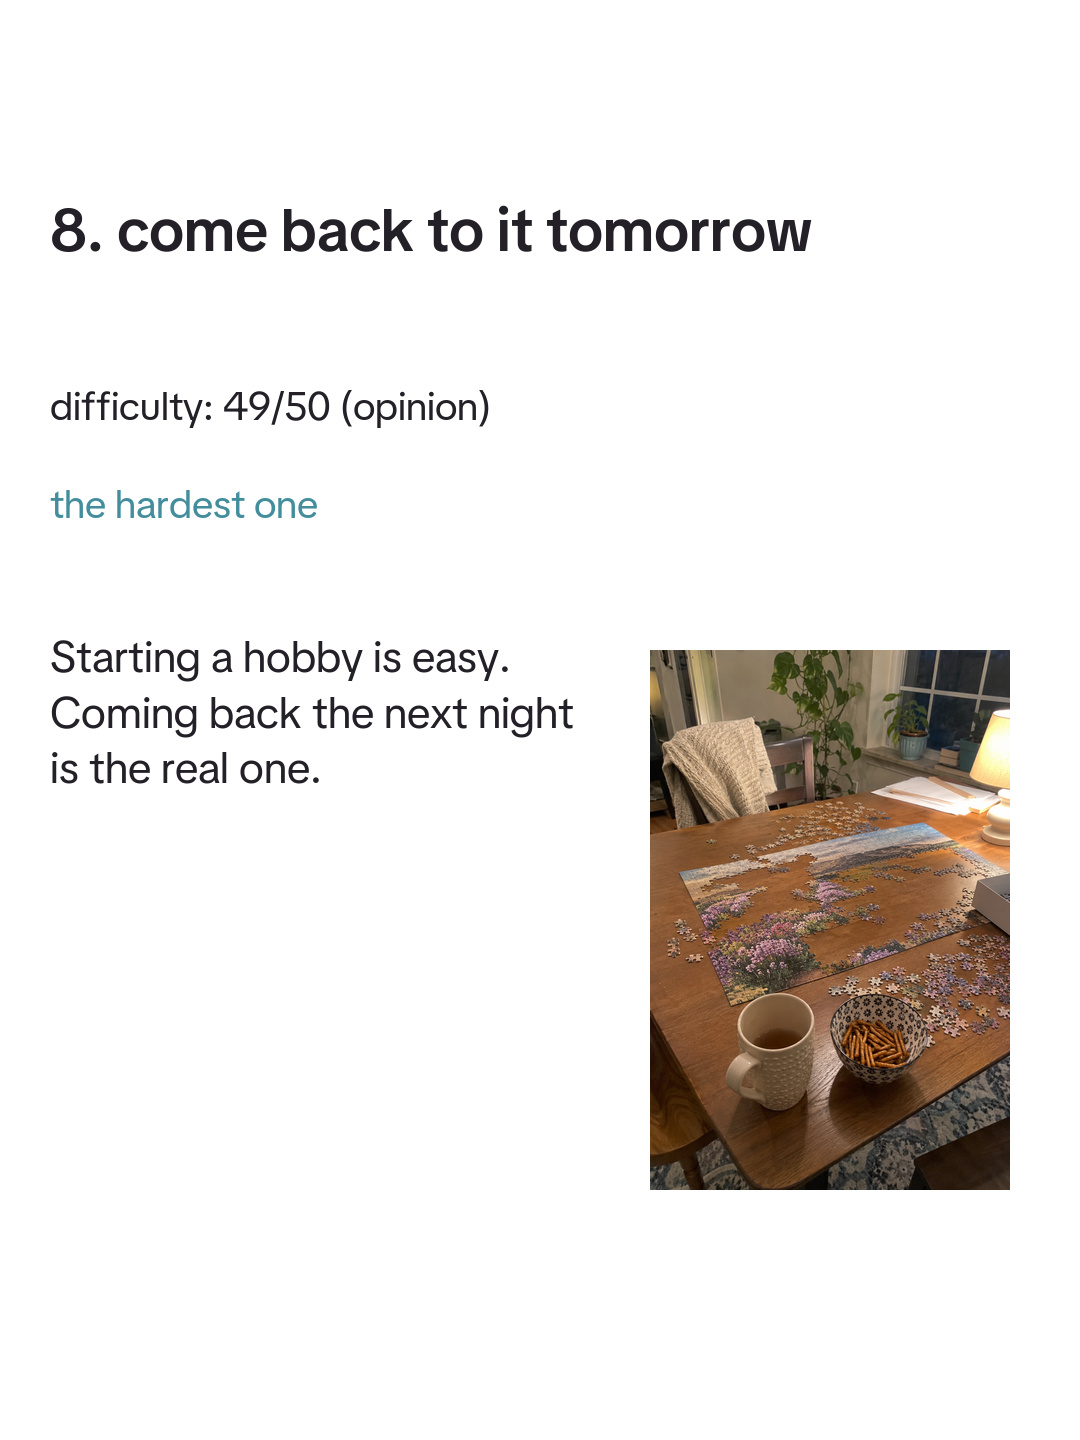 8. come back to it tomorrow
difficulty: 49/50 (opinion)
the hardest one
Starting a hobby is easy.
Coming back the next night
is the real one.